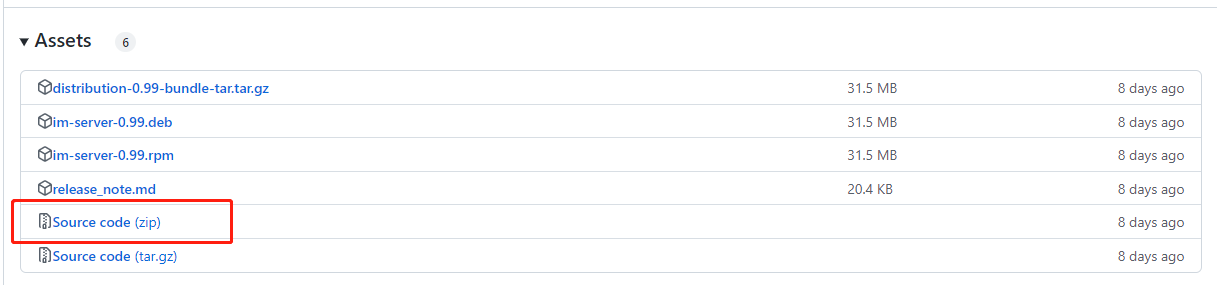 Assets 6
distribution-0.99-bundle-tar.tar.gz 31.5 MB 8 days ago
im-server-0.99.deb 31.5 MB 8 days ago
im-server-0.99.rpm 31.5 MB 8 days ago
release_note.md 20.4 KB 8 days ago
Source code (zip) 8 days ago
Source code (tar.gz) 8 days ago